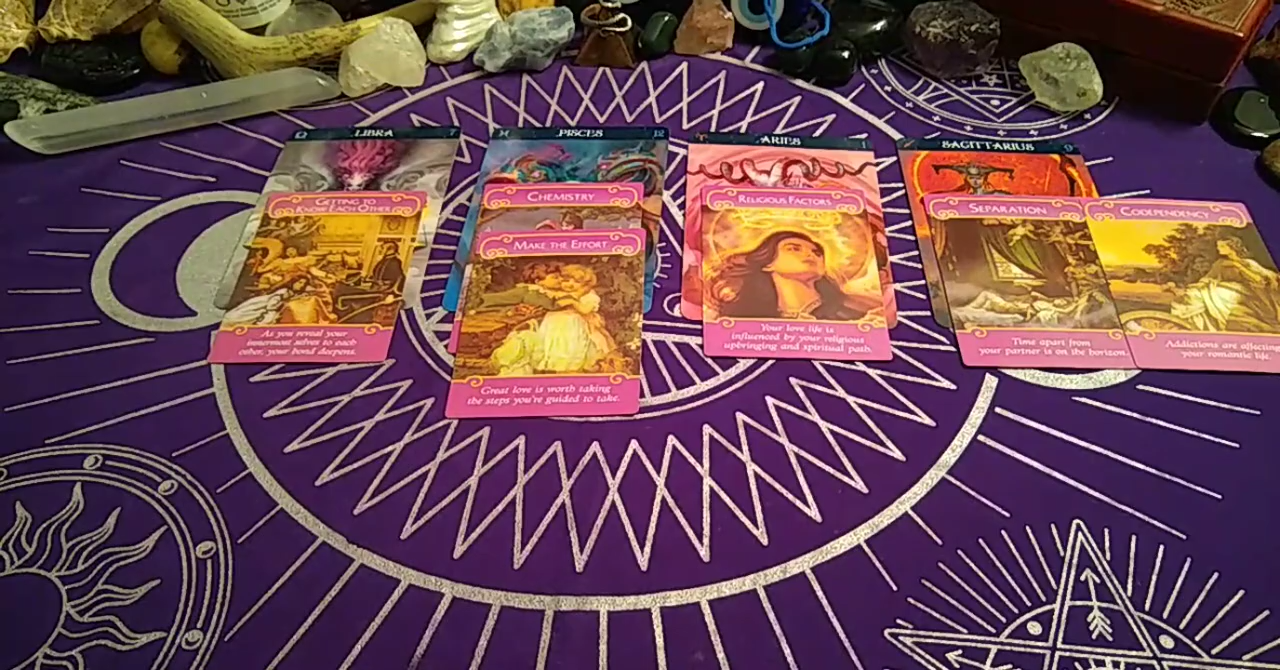 LIBRA 7
GETTING TO
KNOW EACH OTHER
As you reveal your
innermost selves to each
other, your bond deepens.
PISCES 12
CHEMISTRY
MAKE THE EFFORT
Great love is worth taking
the steps you're guided to take.
ARIES 1
RELIGIOUS FACTORS
Your love life is
influenced by your religious
upbringing and spiritual path.
SAGITTARIUS 9
SEPARATION
Time apart from
your partner is on the horizon.
CODEPENDENCY
Addictions are affecting
your romantic life.